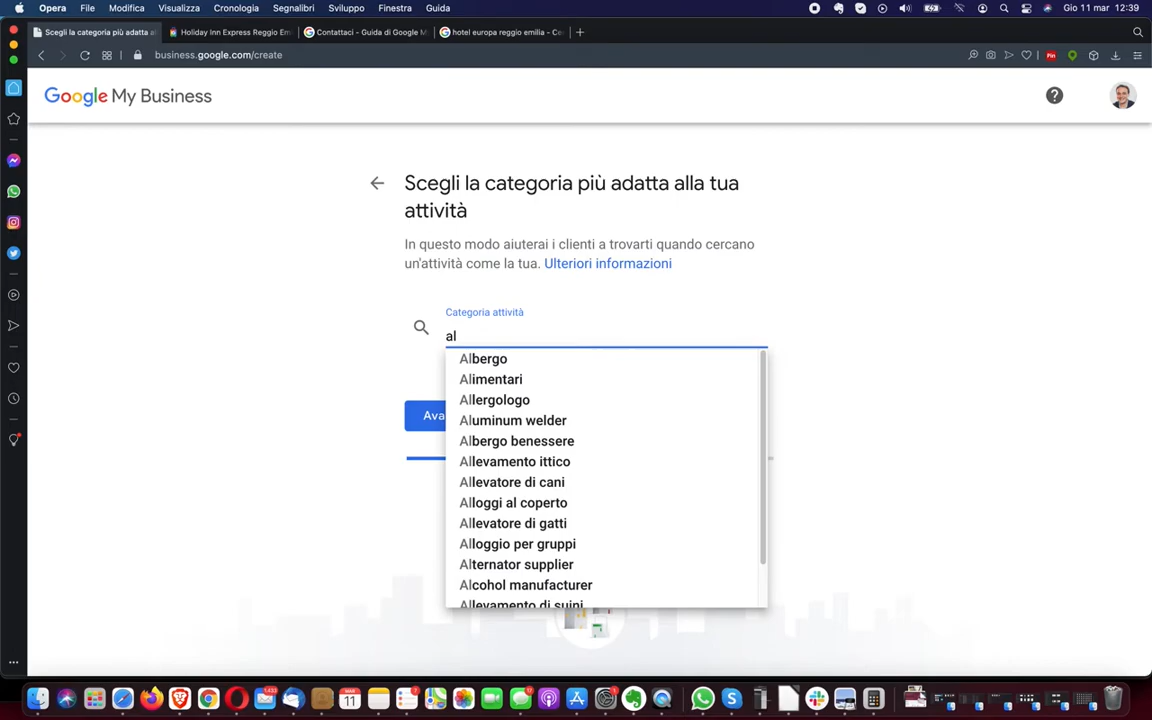 Opera File Modifica Visualizza Cronologia Segnalibri Sviluppo Finestra Guida
Gio 11 mar 12:39
Scegli la categoria più adatta al
Holiday Inn Express Reggio Em
Contattaci - Guida di Google M
hotel europa reggio emilia - Ce
business.google.com/create
Google My Business
Scegli la categoria più adatta alla tua
attività
In questo modo aiuterai i clienti a trovarti quando cercano
un'attività come la tua. Ulteriori informazioni
Categoria attività
al
Albergo
Alimentari
Allergologo
Aluminum welder
Albergo benessere
Allevamento ittico
Allevatore di cani
Alloggi al coperto
Allevatore di gatti
Alloggio per gruppi
Alternator supplier
Alcohol manufacturer
Allevamento di suini
Ava